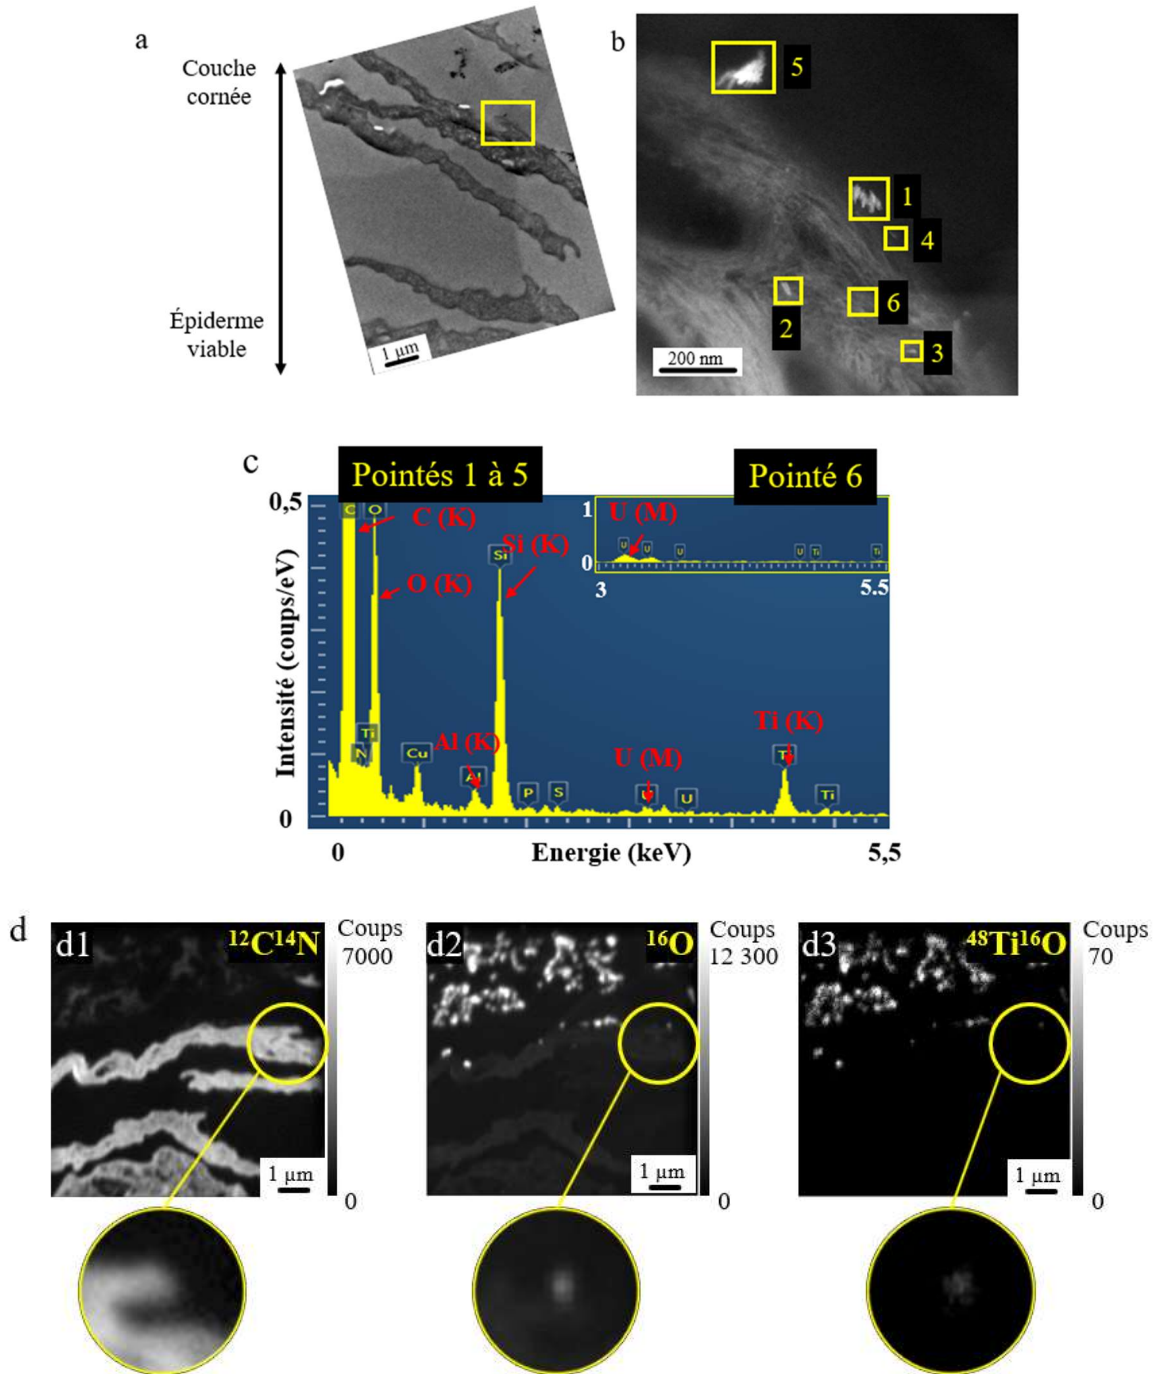 a
Couche
cornée
Épiderme
viable
1 µm
b
5
1
4
6
2
3
200 nm
c
Pointés 1 à 5
Pointé 6
0,5
Intensité (coups/eV)
0
C
O
C (K)
O (K)
Ti
N
Cu
Al (K)
Al
Si (K)
Si
P
S
U (M)
U
U
Ti (K)
Ti
Ti
1
0
U (M)
U
U
U
U
Ti
Ti
3
5.5
0
Energie (keV)
5,5
d
d1
¹²C¹⁴N
Coups
7000
1 µm
0
d2
¹⁶O
Coups
12 300
1 µm
0
d3
⁴⁸Ti¹⁶O
Coups
70
1 µm
0